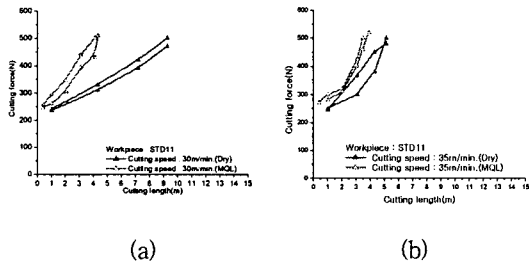 600
500
400
300
200
100
0
Cutting force(N)
Workpiece : STD11
Cutting speed : 30m/min.(Dry)
Cutting speed : 30m/min.(MQL)
0 1 2 3 4 5 6 7 8 9 10 11 12 13 14 15
Cutting length(m)
(a)
600
500
400
300
200
100
0
Cutting force(N)
Workpiece : STD11
Cutting speed : 35m/min.(Dry)
Cutting speed : 35m/min.(MQL)
0 1 2 3 4 5 6 7 8 9 10 11 12 13 14 15
Cutting length(m)
(b)